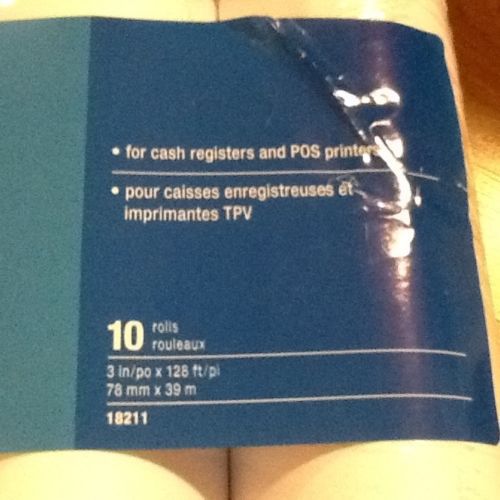 • for cash registers and POS printers
• pour caisses enregistreuses et
imprimantes TPV
10 rolls
rouleaux
3 in/po x 128 ft/pi
78 mm x 39 m
18211